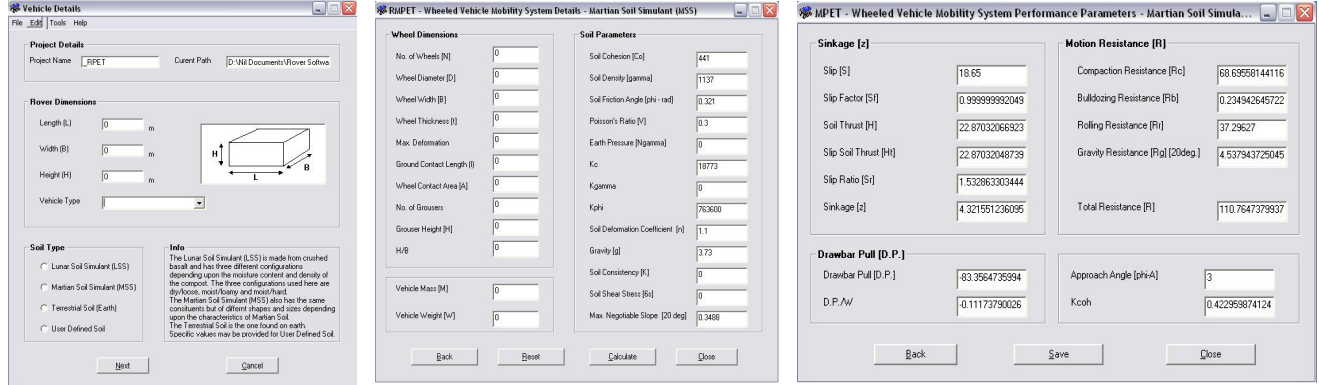 Vehicle Details
File Edit Tools Help
Project Details
Project Name _RPET Curent Path D:\Nil Documents\Rover Softwa
Rover Dimensions
Length (L) 0 m
Width (B) 0 m
Height (H) 0 m
H
L
B
Vehicle Type
Soil Type
Lunar Soil Simulant (LSS)
Martian Soil Simulant (MSS)
Terrestrial Soil (Earth)
User Defined Soil
Info
The Lunar Soil Simulant (LSS) is made from crushed
basalt and has three different configurations
depending upon the moisture content and density of
the compost. The three configurations used here are
dry/loose, moist/loamy and moist/hard.
The Martian Soil Simulant (MSS) also has the same
consituents but of differnt shapes and sizes depending
upon the characteristics of Martian Soil.
The Terrestrial Soil is the one found on earth.
Specific values may be provided for User Defined Soil.
Next Cancel
RMPET - Wheeled Vehicle Mobility System Details - Martian Soil Simulant (MSS)
Wheel Dimensions
No. of Wheels [N] 0
Wheel Diameter [D] 0
Wheel Width [B] 0
Wheel Thickness [t] 0
Max. Deformation 0
Ground Contact Length (l) 0
Wheel Contact Area [A] 0
No. of Grousers 0
Grouser Height [H] 0
H/B 0
Vehicle Mass [M] 0
Vehicle Weight [W] 0
Soil Parameters
Soil Cohesion [Co] 441
Soil Density [gamma] 1137
Soil Friction Angle [phi - rad] 0.321
Poisson's Ratio [V] 0.3
Earth Pressure [Ngamma] 0
Kc 18773
Kgamma 0
Kphi 763600
Soil Deformation Coefficient [n] 1.1
Gravity [g] 3.73
Soil Consistency [K] 0
Soil Shear Stress [6s] 0
Max. Negotiable Slope [20 deg] 0.3488
Back Reset Calculate Close
MPET - Wheeled Vehicle Mobility System Performance Parameters - Martian Soil Simula...
Sinkage [z]
Slip [S] 18.65
Slip Factor [Sf] 0.999999992049
Soil Thrust [H] 22.87032066923
Slip Soil Thrust [Ht] 22.87032048739
Slip Ratio [Sr] 1.532863303444
Sinkage [z] 4.321551236095
Motion Resistance [R]
Compaction Resistance [Rc] 68.69558144116
Bulldozing Resistance [Rb] 0.234942645722
Rolling Resistance [Rr] 37.29627
Gravity Resistance [Rg] [20deg.] 4.537943725045
Total Resistance [R] 110.7647379937
Drawbar Pull [D.P.]
Drawbar Pull [D.P.] -83.3564735994
D.P./W -0.11173790026
Approach Angle [phi-A] 3
Kcoh 0.422959874124
Back Save Close